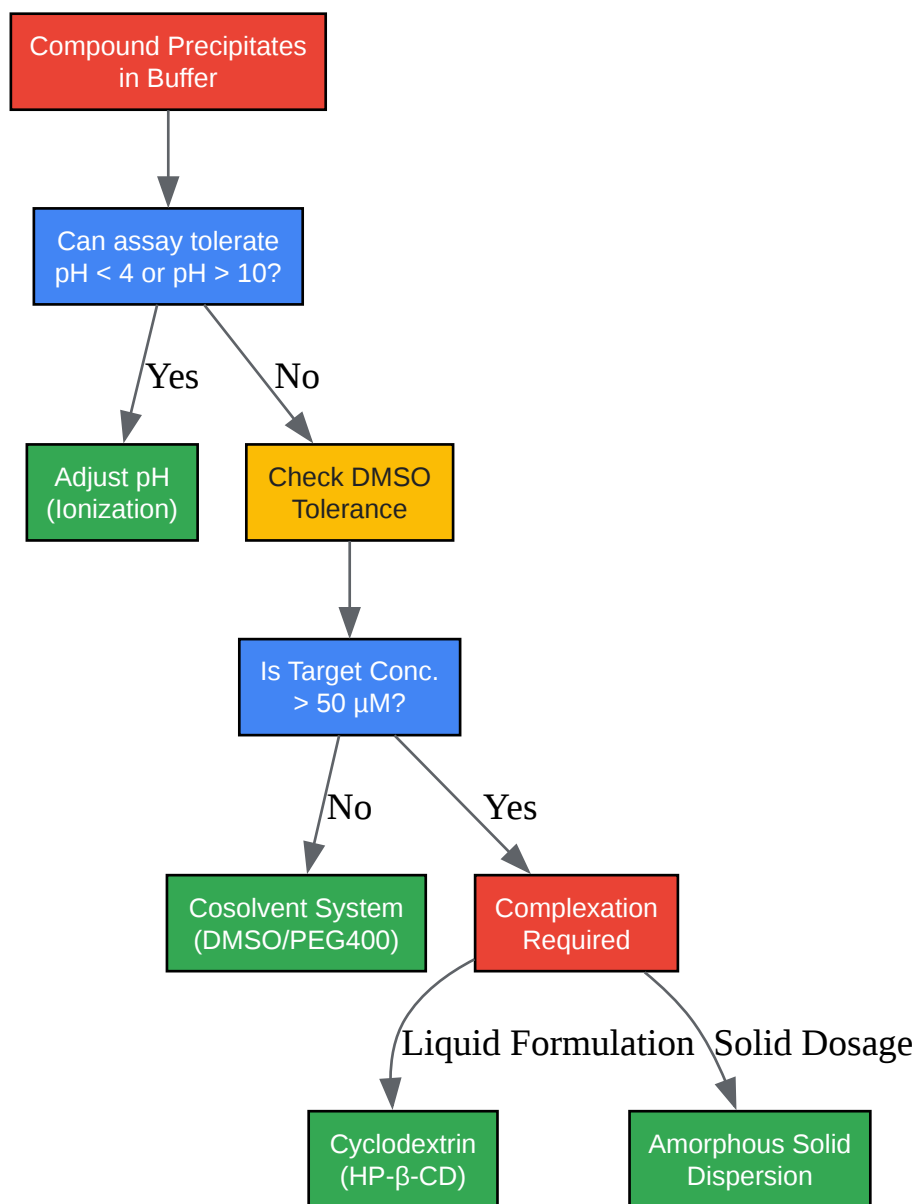 Compound Precipitates
in Buffer
Can assay tolerate
pH < 4 or pH > 10?
Yes
No
Adjust pH
(Ionization)
Check DMSO
Tolerance
Is Target Conc.
> 50 µM?
No
Yes
Cosolvent System
(DMSO/PEG400)
Complexation
Required
Liquid Formulation
Solid Dosage
Cyclodextrin
(HP-β-CD)
Amorphous Solid
Dispersion